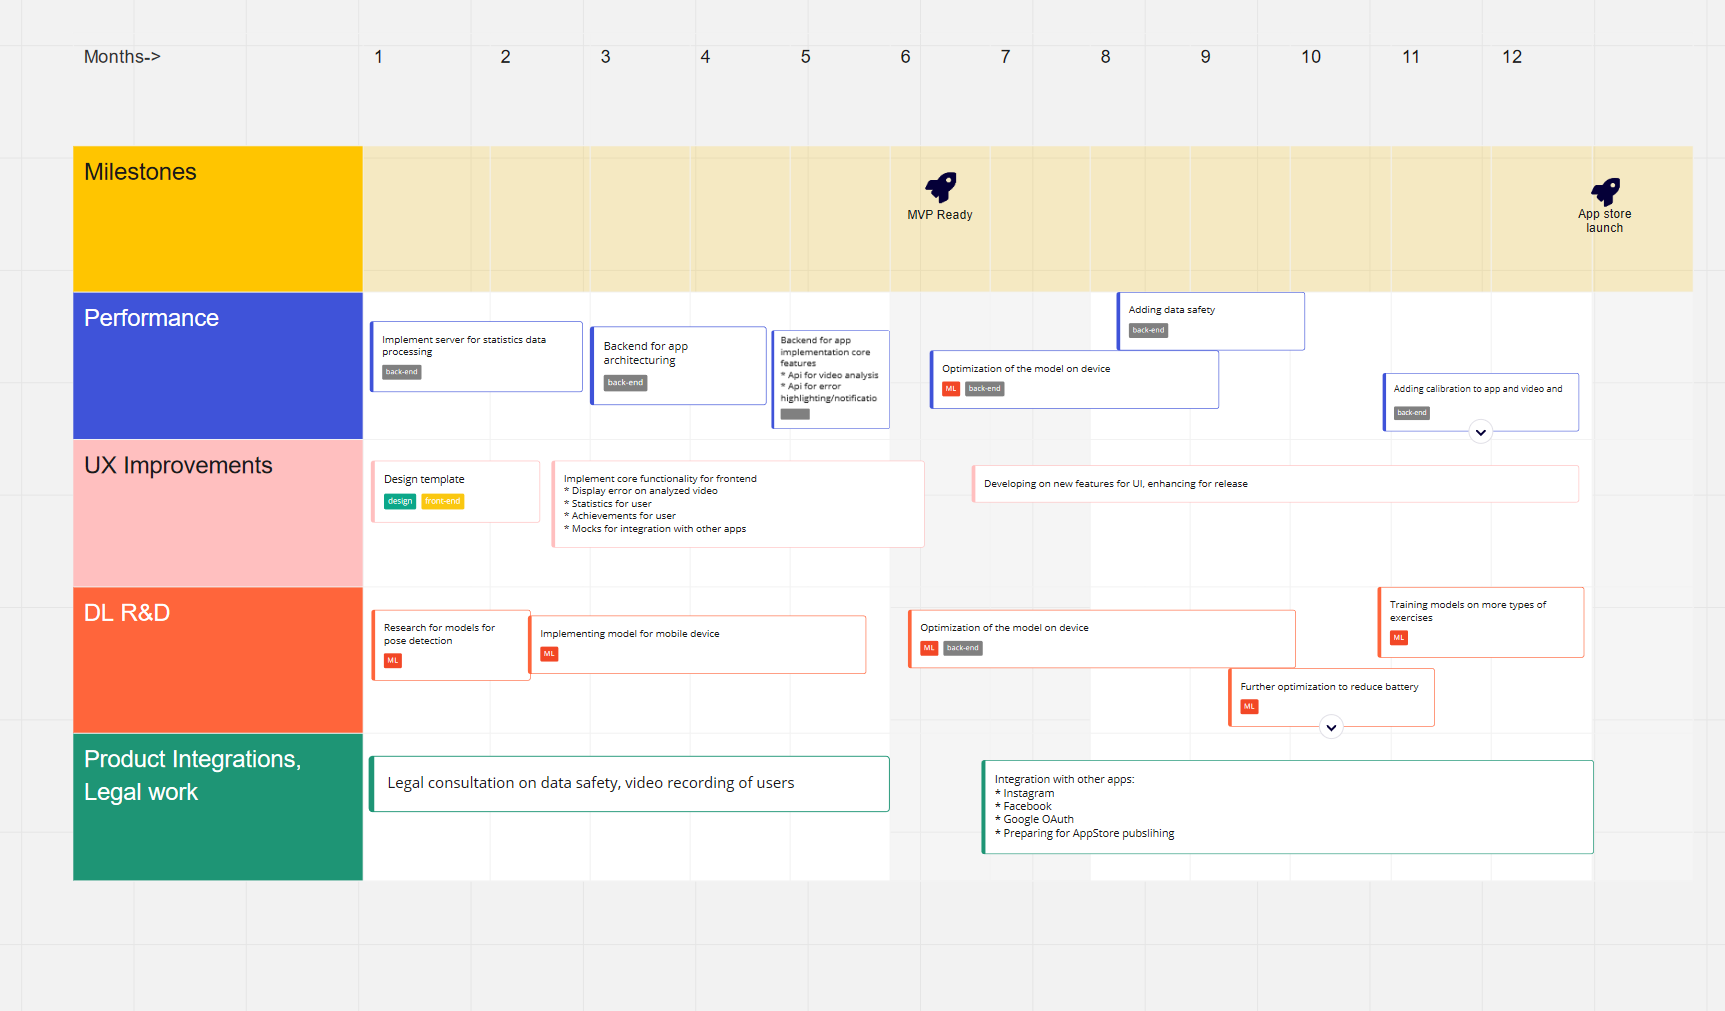 Months-> 1 2 3 4 5 6 7 8 9 10 11 12
Milestones
MVP Ready
App store
launch
Performance
Implement server for statistics data
processing
back-end
Backend for app
architecturing
back-end
Backend for app
implementation core
features
* Api for video analysis
* Api for error
highlighting/notificatio
Optimization of the model on device
ML back-end
Adding data safety
back-end
Adding calibration to app and video and
back-end
UX Improvements
Design template
design front-end
Implement core functionality for frontend
* Display error on analyzed video
* Statistics for user
* Achievements for user
* Mocks for integration with other apps
Developing on new features for UI, enhancing for release
DL R&D
Research for models for
pose detection
ML
Implementing model for mobile device
ML
Optimization of the model on device
ML back-end
Further optimization to reduce battery
ML
Training models on more types of
exercises
ML
Product Integrations,
Legal work
Legal consultation on data safety, video recording of users
Integration with other apps:
* Instagram
* Facebook
* Google OAuth
* Preparing for AppStore pubslihing